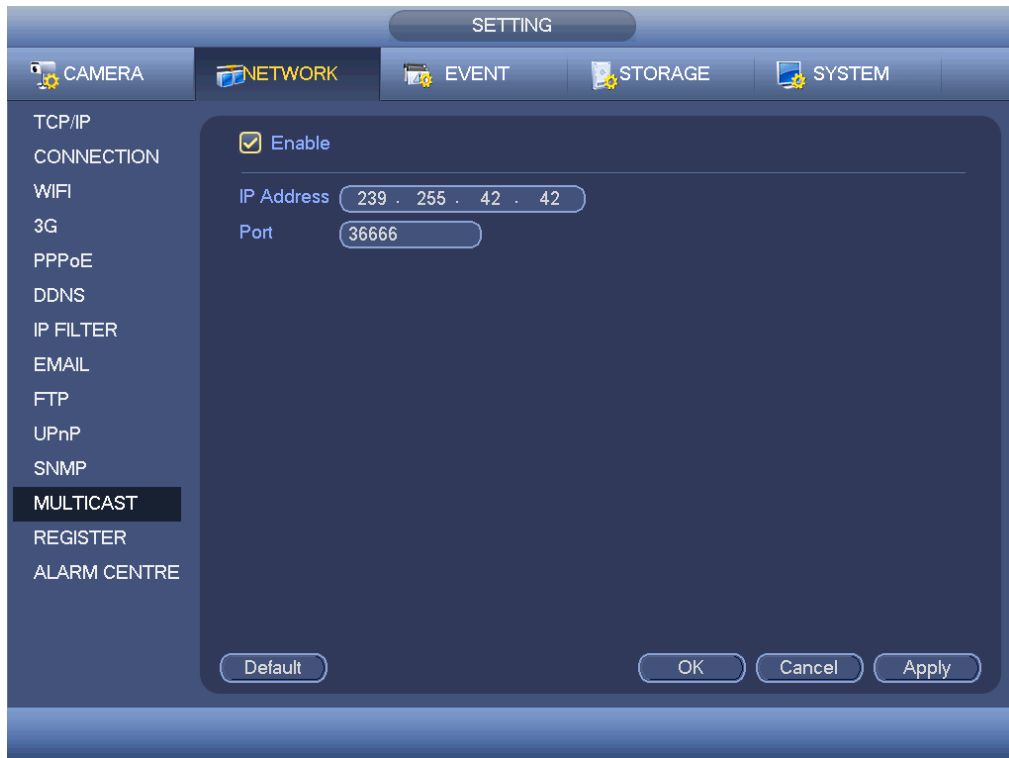 SETTING
CAMERA NETWORK EVENT STORAGE SYSTEM
TCP/IP
CONNECTION
WIFI
3G
PPPoE
DDNS
IP FILTER
EMAIL
FTP
UPnP
SNMP
MULTICAST
REGISTER
ALARM CENTRE
Enable
IP Address 239 . 255 . 42 . 42
Port 36666
Default OK Cancel Apply